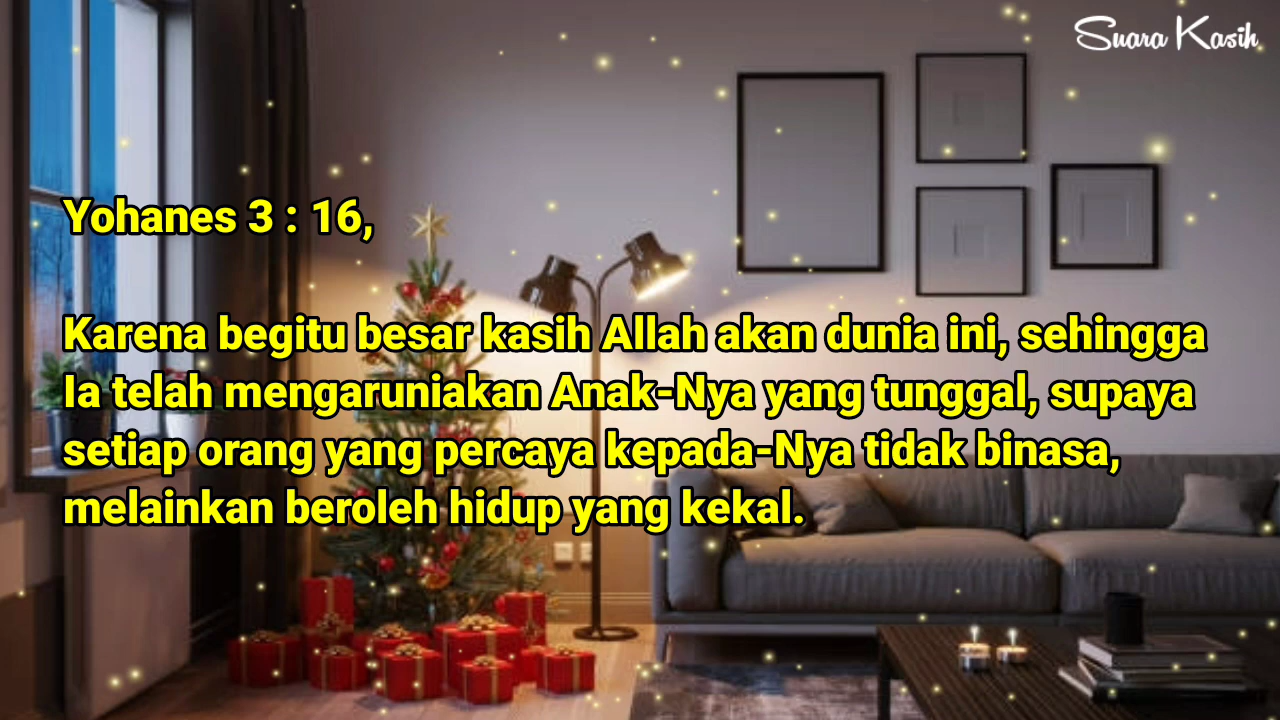 Suara Kasih
Yohanes 3 : 16,
Karena begitu besar kasih Allah akan dunia ini, sehingga
Ia telah mengaruniakan Anak-Nya yang tunggal, supaya
setiap orang yang percaya kepada-Nya tidak binasa,
melainkan beroleh hidup yang kekal.